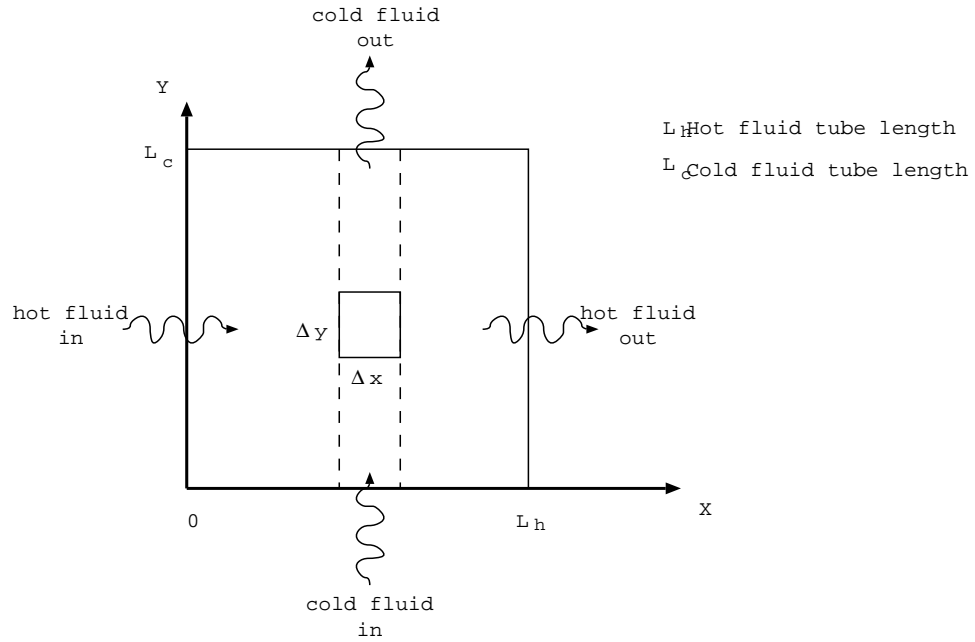 cold fluid
out
Y
L c
L h Hot fluid tube length
L c Cold fluid tube length
hot fluid
in
Δ y
Δ x
hot fluid
out
0
L h
X
cold fluid
in